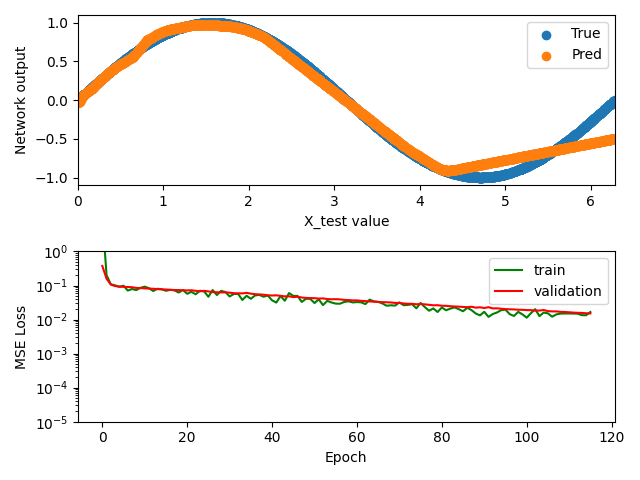 1.0
0.5
0.0
−0.5
−1.0
Network output
True
Pred
0 1 2 3 4 5 6
X_test value
10^0
10^-1
10^-2
10^-3
10^-4
10^-5
MSE Loss
train
validation
0 20 40 60 80 100 120
Epoch